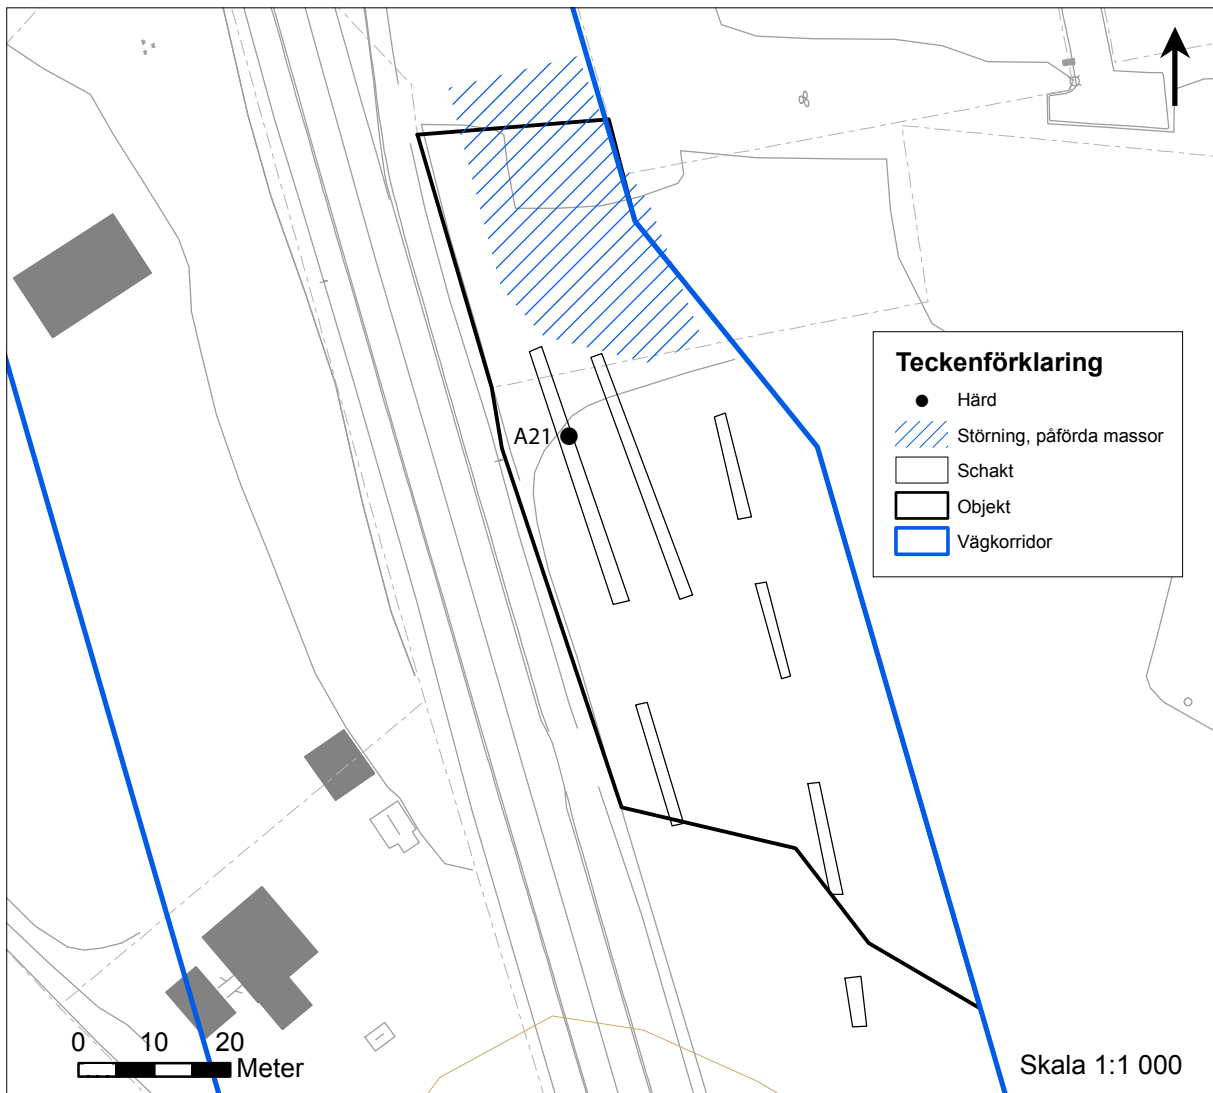 A21
Teckenförklaring
Härd
Störning, påförda massor
Schakt
Objekt
Vägkorridor
0 10 20
Meter
Skala 1:1 000